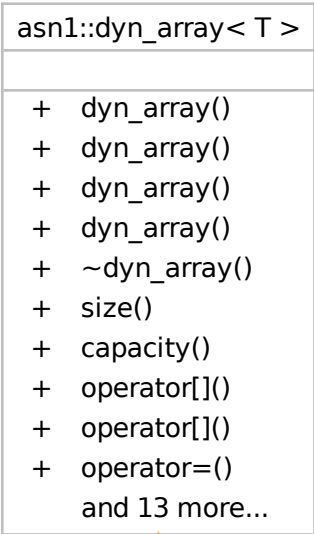 asn1::dyn_array< T >
+ dyn_array()
+ dyn_array()
+ dyn_array()
+ dyn_array()
+ ~dyn_array()
+ size()
+ capacity()
+ operator[]()
+ operator[]()
+ operator=()
and 13 more...